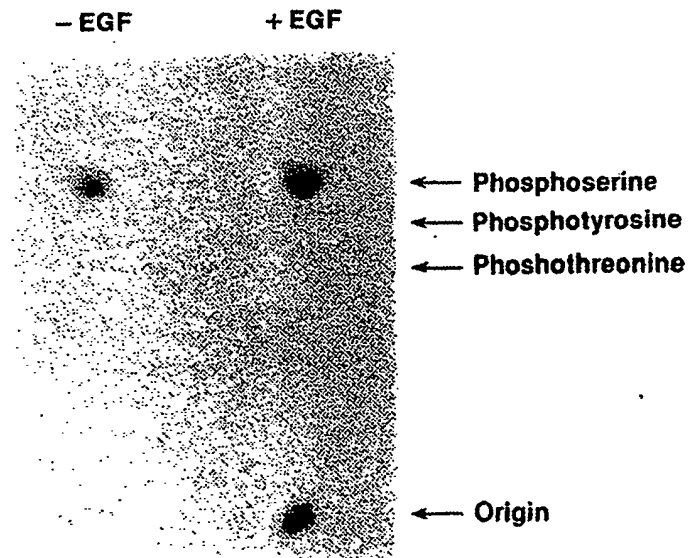 – EGF + EGF
Phosphoserine
Phosphotyrosine
Phoshothreonine
Origin